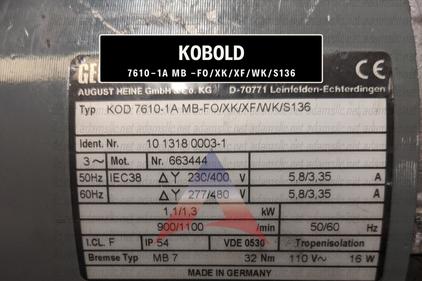 KOBOLD
7610-1A MB -FO/XK/XF/WK/S136
AUGUST HEINE GmbH & Co. KG D-70771 Leinfelden-Echterdingen
Typ KOD 7610-1A MB-FO/XK/XF/WK/S136
Ident. Nr. 10 1318 0003-1
3~ Mot. Nr. 663444
50Hz IEC38 Δ Y 230/400 V 5,8/3,35 A
60Hz Δ Y 277/480 V 5,8/3,35 A
1,1/1,3 kW
900/1100 /min 50/60 Hz
I.CL. F IP 54 VDE 0530 Tropenisolation
Bremse Typ MB 7 32 Nm 110 V~ 16 W
MADE IN GERMANY